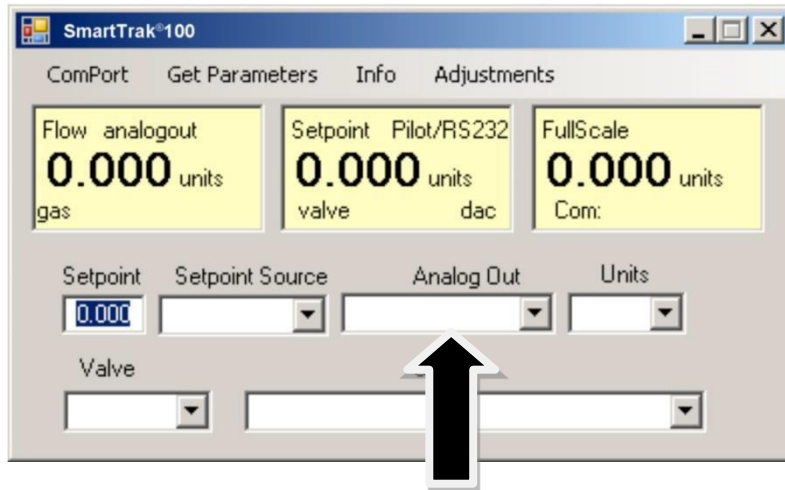 SmartTrak®100
ComPort Get Parameters Info Adjustments
Flow analogout
0.000 units
gas
Setpoint Pilot/RS232
0.000 units
valve dac
FullScale
0.000 units
Com:
Setpoint Setpoint Source Analog Out Units
0.000
Valve